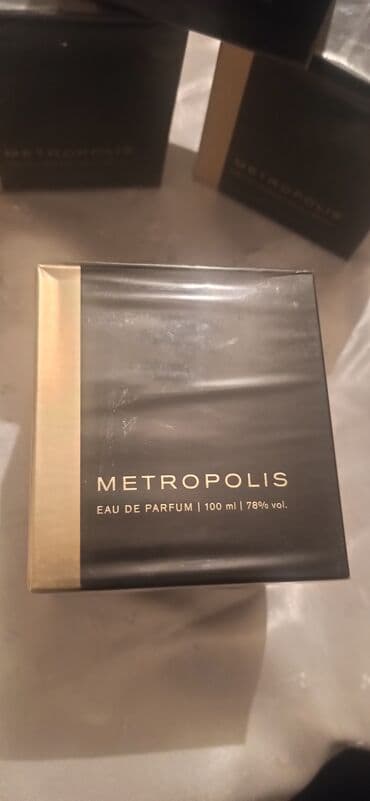 METROPOLIS
METROPOLIS
METROPOLIS
EAU DE PARFUM | 100 ml | 78% vol.